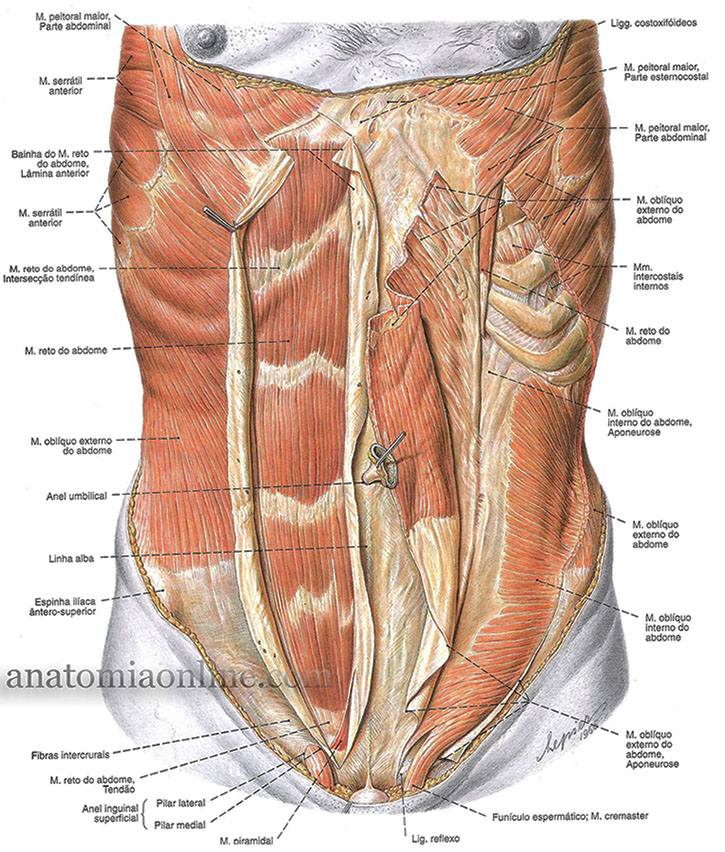 M. peitoral maior,
Parte abdominal
M. serrátil
anterior
Bainha do M. reto
do abdome,
Lâmina anterior
M. serrátil
anterior
M. reto do abdome,
Intersecção tendínea
M. reto do abdome
M. oblíquo externo
do abdome
Anel umbilical
Linha alba
Espinha ilíaca
ântero-superior
anatomiaonline.com
Fibras intercrurais
M. reto do abdome,
Tendão
Anel inguinal
superficial
Pilar lateral
Pilar medial
M. piramidal
Ligg. costoxifóideos
M. peitoral maior,
Parte esternocostal
M. peitoral maior,
Parte abdominal
M. oblíquo
externo do
abdome
Mm.
intercostais
internos
M. reto do
abdome
M. oblíquo
interno do abdome,
Aponeurose
M. oblíquo
externo do
abdome
M. oblíquo
interno do
abdome
M. oblíquo
externo do
abdome,
Aponeurose
Funículo espermático; M. cremaster
Lig. reflexo